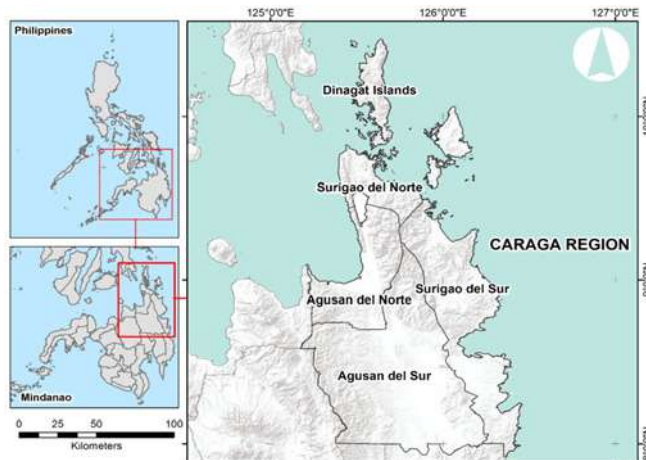 Philippines
Mindanao
0 25 50 100
Kilometers
125°0'0"E 126°0'0"E 127°0'0"E
Dinagat Islands
Surigao del Norte
CARAGA REGION
Agusan del Norte
Surigao del Sur
Agusan del Sur